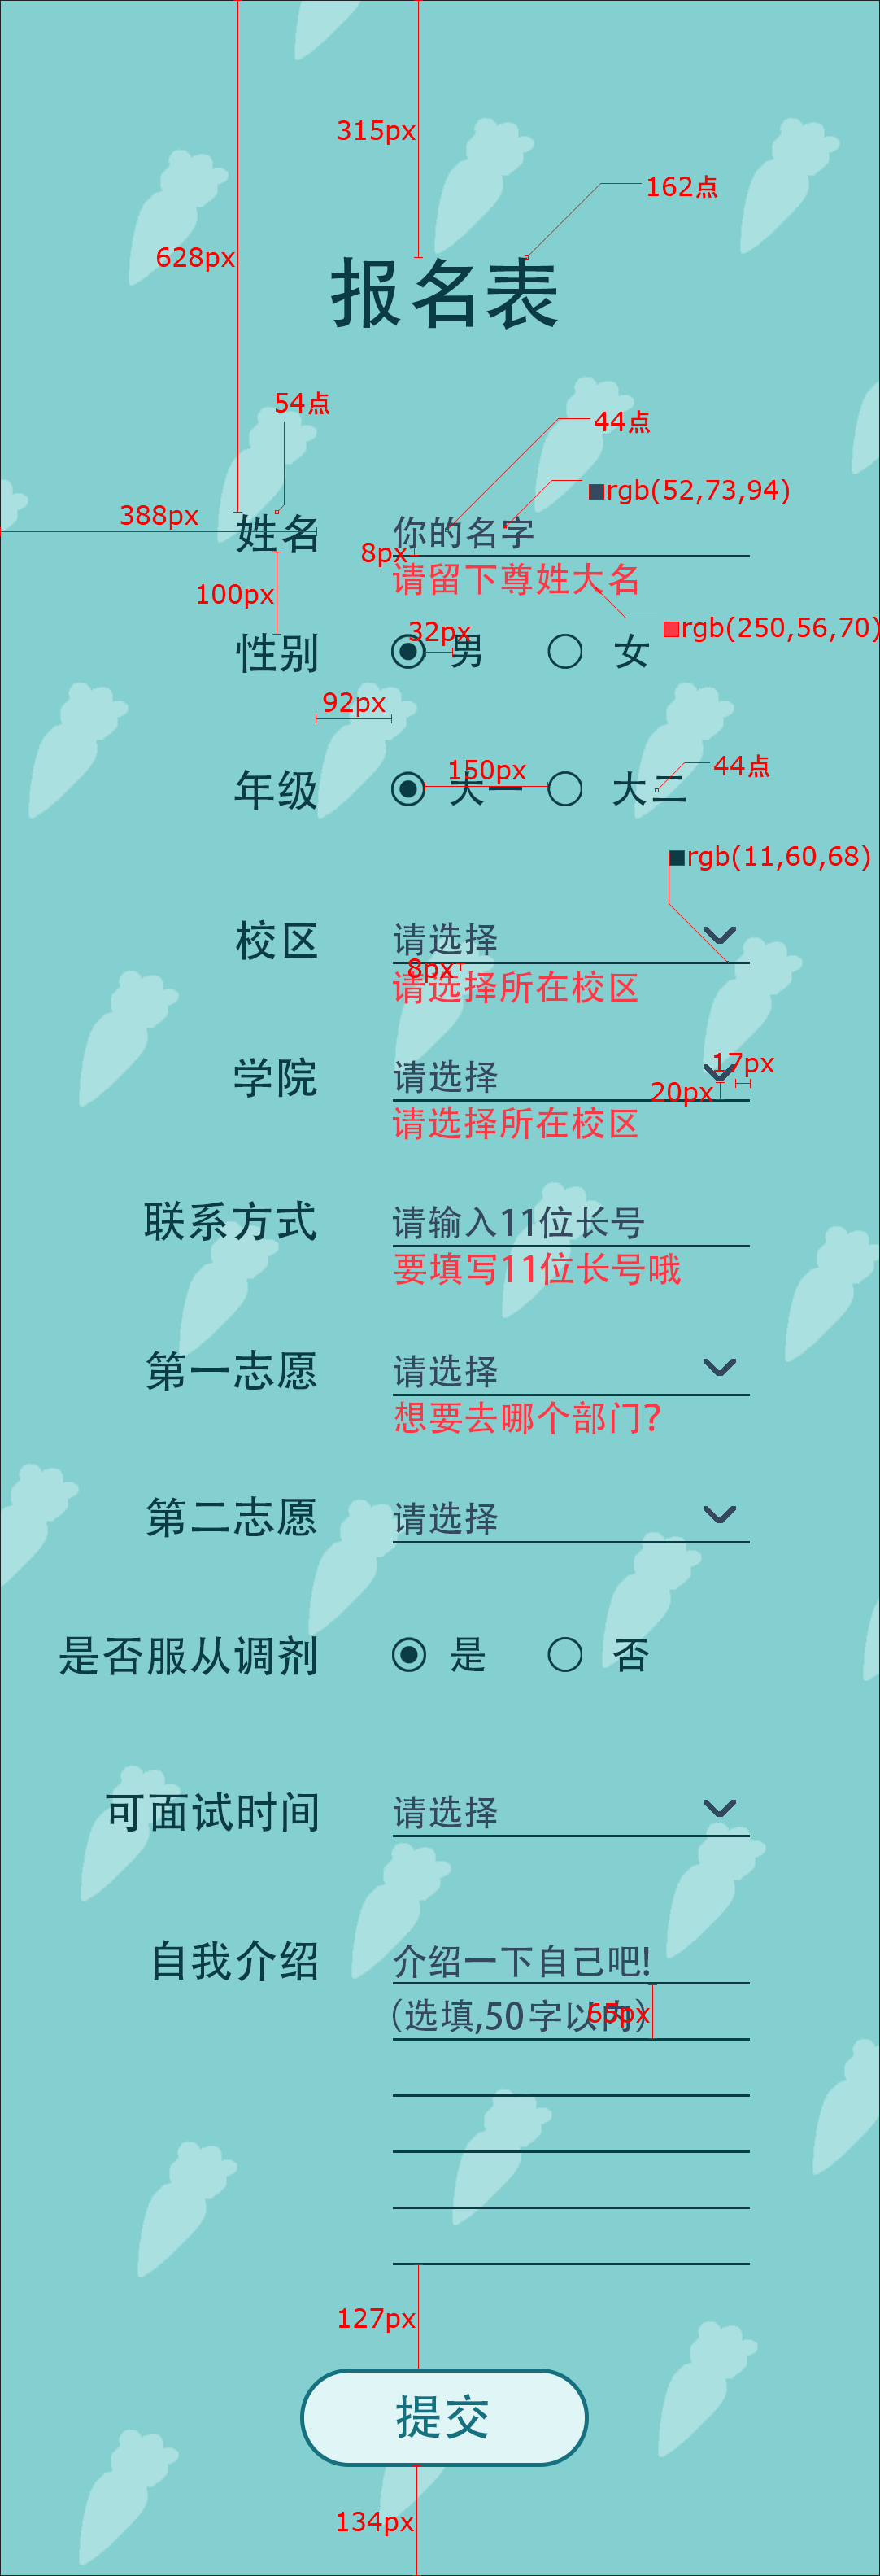 315px
162点
628px
报名表
54点
44点
rgb(52,73,94)
388px
姓名
你的名字
8px
请留下尊姓大名
100px
rgb(250,56,70)
32px
性别
男
女
92px
150px
44点
年级
大一
大二
rgb(11,60,68)
校区
请选择
8px
请选择所在校区
17px
学院
请选择
20px
请选择所在校区
联系方式
请输入11位长号
要填写11位长号哦
第一志愿
请选择
想要去哪个部门?
第二志愿
请选择
是否服从调剂
是
否
可面试时间
请选择
自我介绍
介绍一下自己吧!
(选填,50字以内)
65px
127px
提交
134px